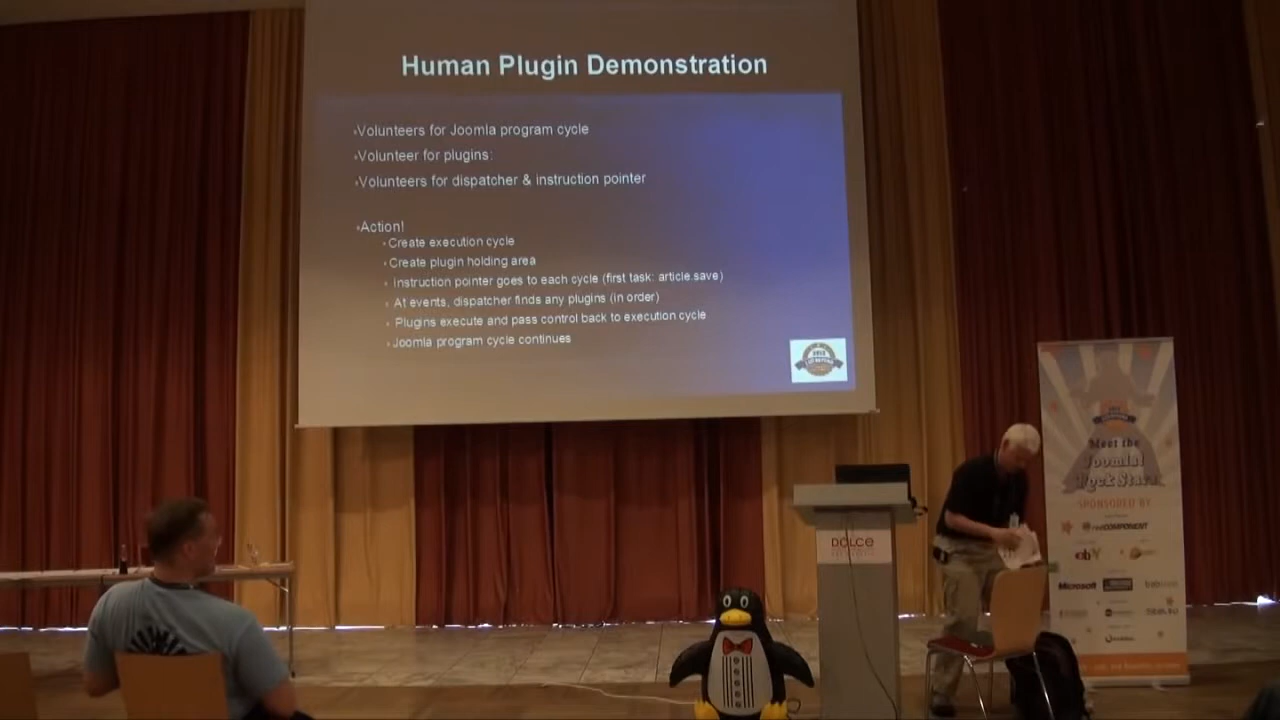 Human Plugin Demonstration
Volunteers for Joomla program cycle
Volunteer for plugins:
Volunteers for dispatcher & instruction pointer
Action!
Create execution cycle
Create plugin holding area
Instruction pointer goes to each cycle (first task: article.save)
At events, dispatcher finds any plugins (in order)
Plugins execute and pass control back to execution cycle
Joomla program cycle continues
DOLCE
Meet the
Joomla!
Rock Stars
SPONSORED BY
redCOMPONENT
ebY
Microsoft